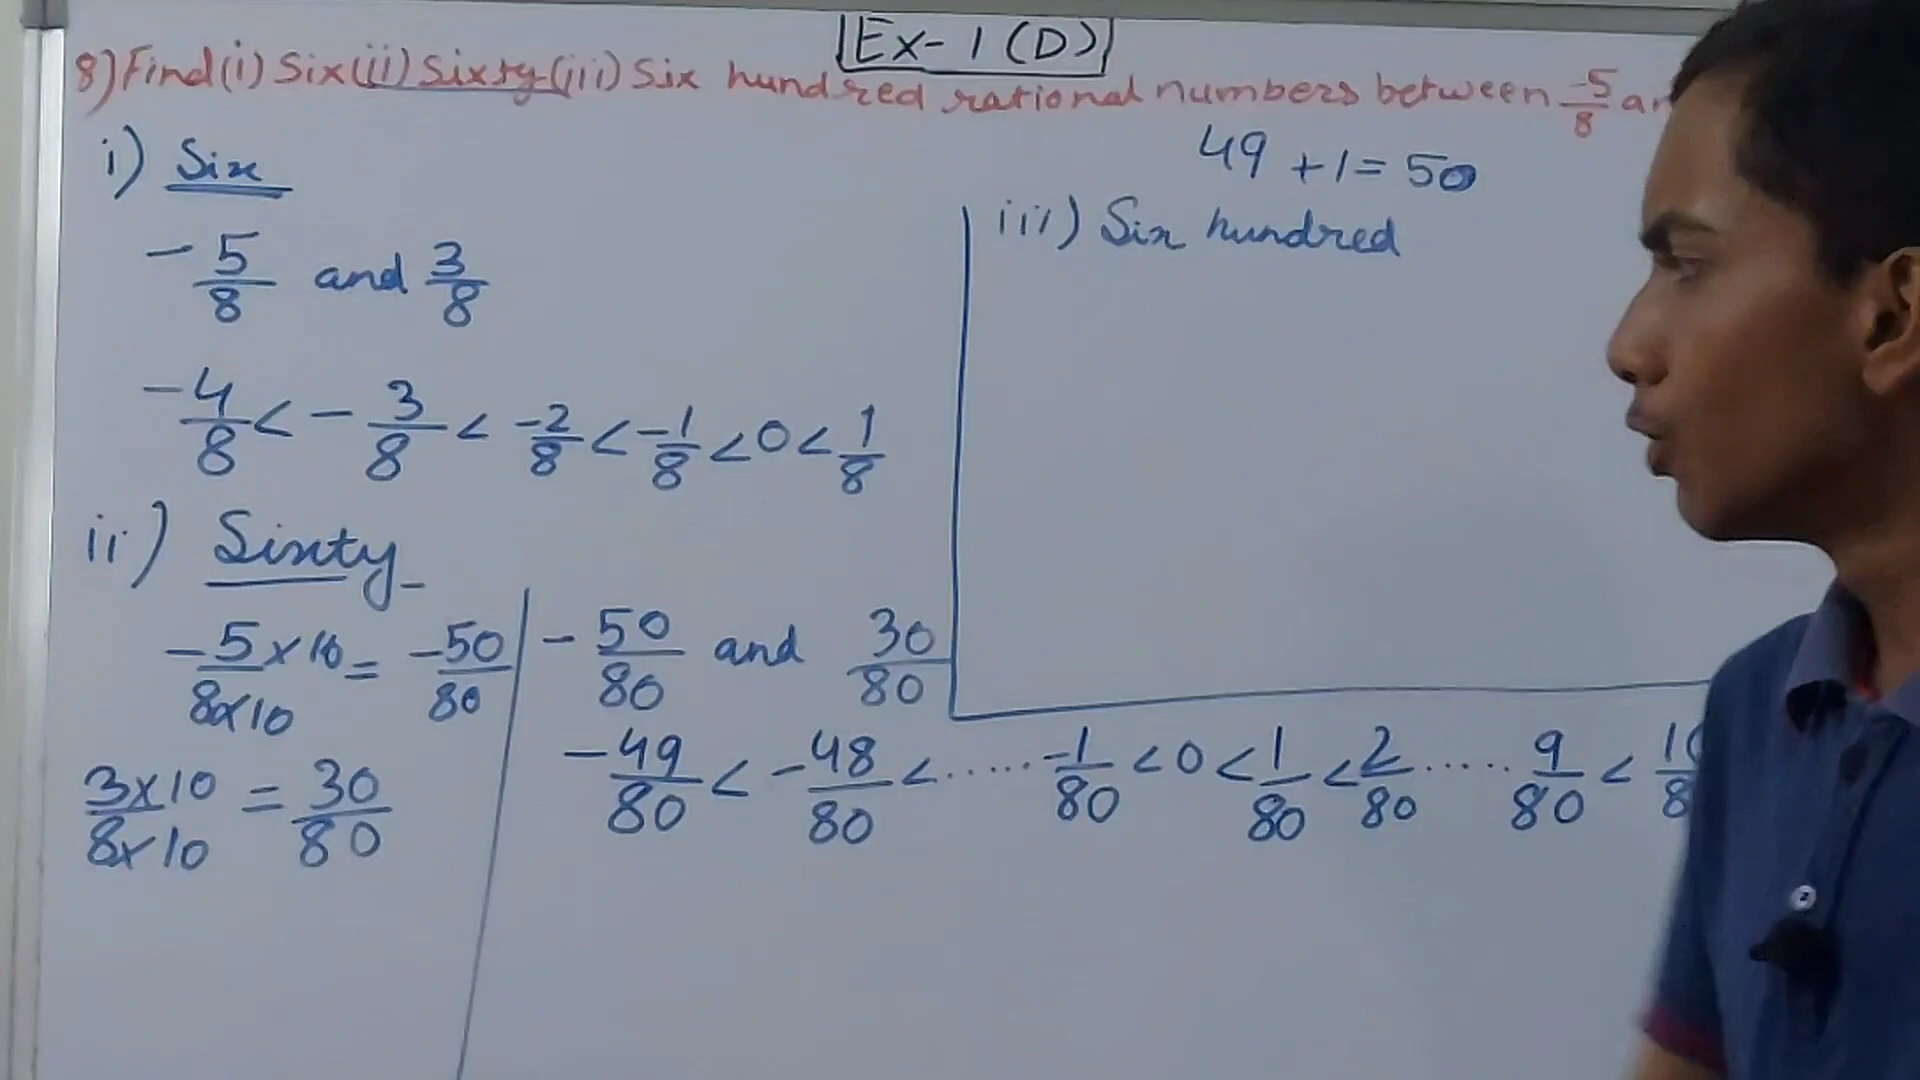 Ex-1(D)
8) Find (i) Six (ii) Sixty (iii) Six hundred rational numbers between -5/8
49 + 1 = 50
i) Six
-5/8 and 3/8
-4/8 < -3/8 < -2/8 < -1/8 < 0 < 1/8
ii) Sixty
-5×10/8×10 = -50/80
3×10/8×10 = 30/80
-50/80 and 30/80
-49/80 < -48/80 < ...... -1/80 < 0 < 1/80 < 2/80 ..... 9/80 <
iii) Six hundred